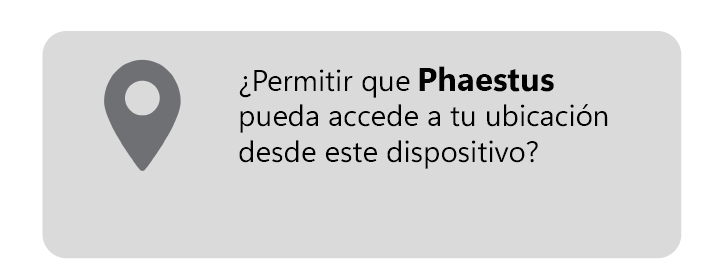 ¿Permitir que Phaestus
pueda accede a tu ubicación
desde este dispositivo?